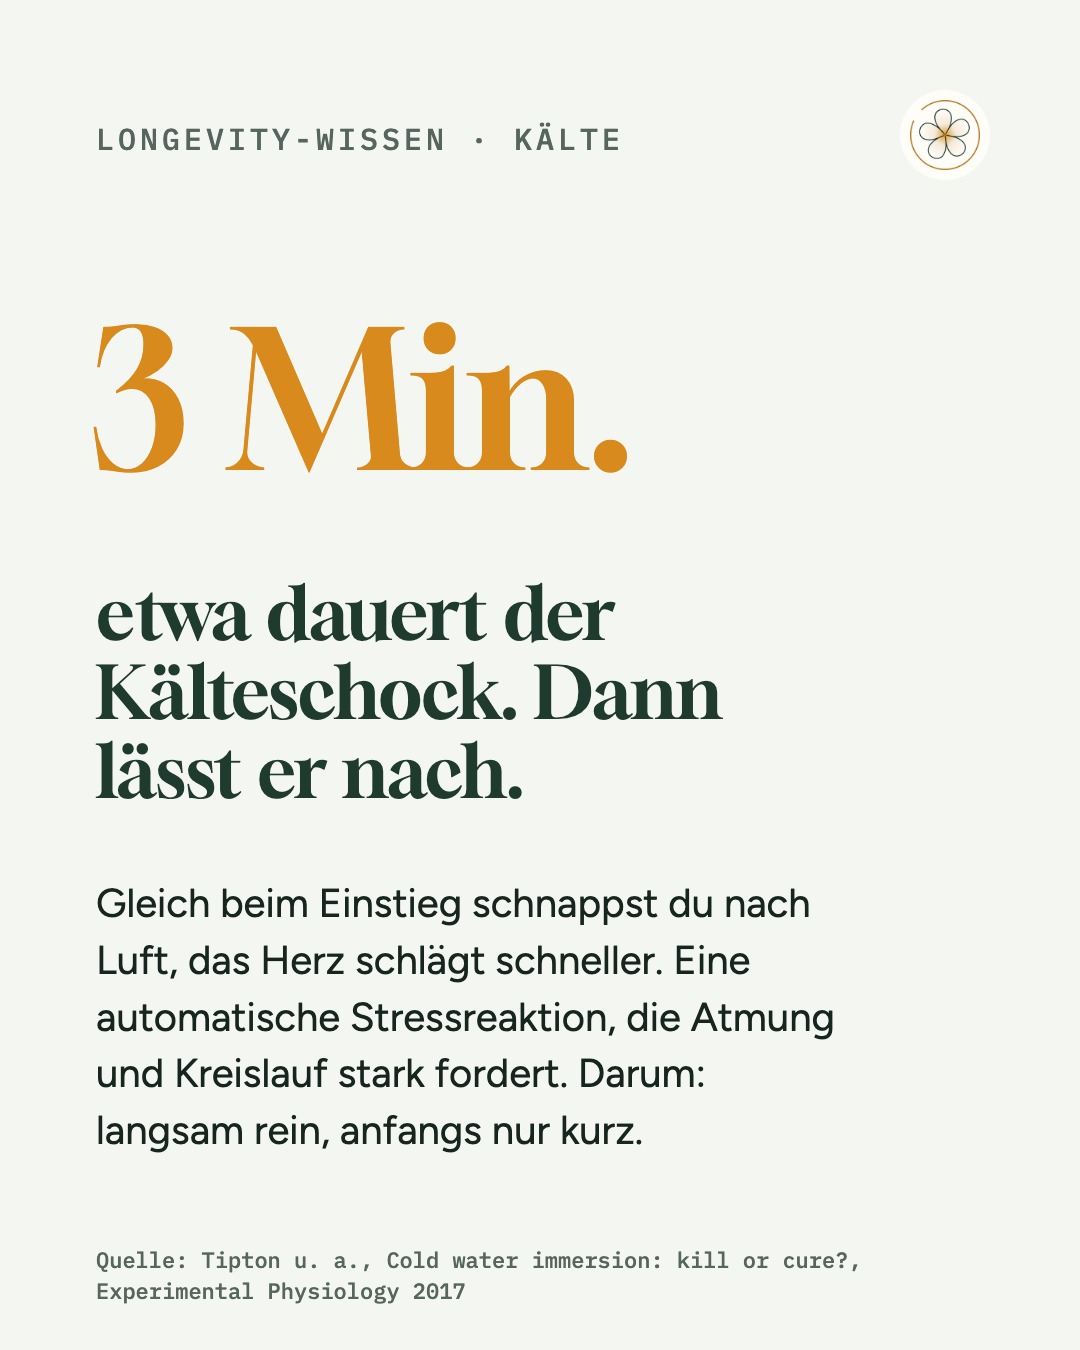 LONGEVITY-WISSEN · KÄLTE
3 Min.
etwa dauert der
Kälteschock. Dann
lässt er nach.
Gleich beim Einstieg schnappst du nach
Luft, das Herz schlägt schneller. Eine
automatische Stressreaktion, die Atmung
und Kreislauf stark fordert. Darum:
langsam rein, anfangs nur kurz.
Quelle: Tipton u. a., Cold water immersion: kill or cure?,
Experimental Physiology 2017